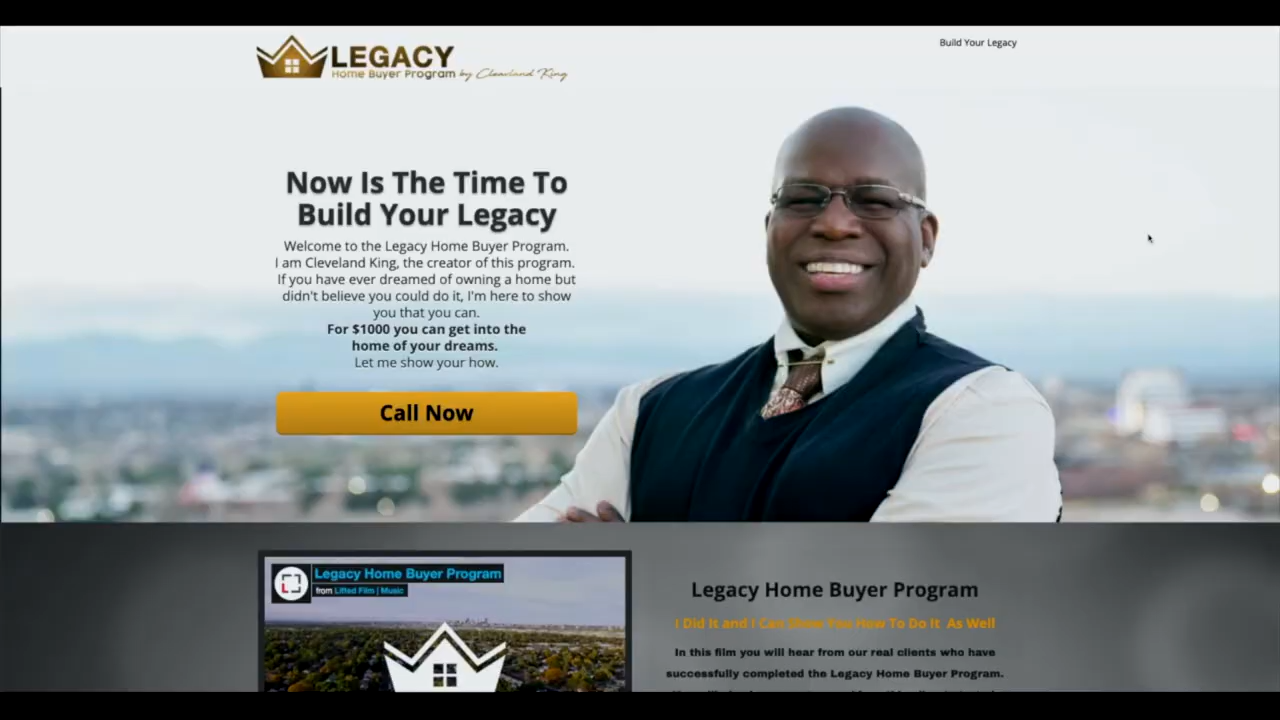 LEGACY
Home Buyer Program by Cleveland King
Build Your Legacy
Now Is The Time To
Build Your Legacy
Welcome to the Legacy Home Buyer Program.
I am Cleveland King, the creator of this program.
If you have ever dreamed of owning a home but
didn't believe you could do it, I'm here to show
you that you can.
For $1000 you can get into the
home of your dreams.
Let me show your how.
Call Now
Legacy Home Buyer Program
from Lifted Film | Music
Legacy Home Buyer Program
I Did It and I Can Show You How To Do It As Well
In this film you will hear from our real clients who have
successfully completed the Legacy Home Buyer Program.